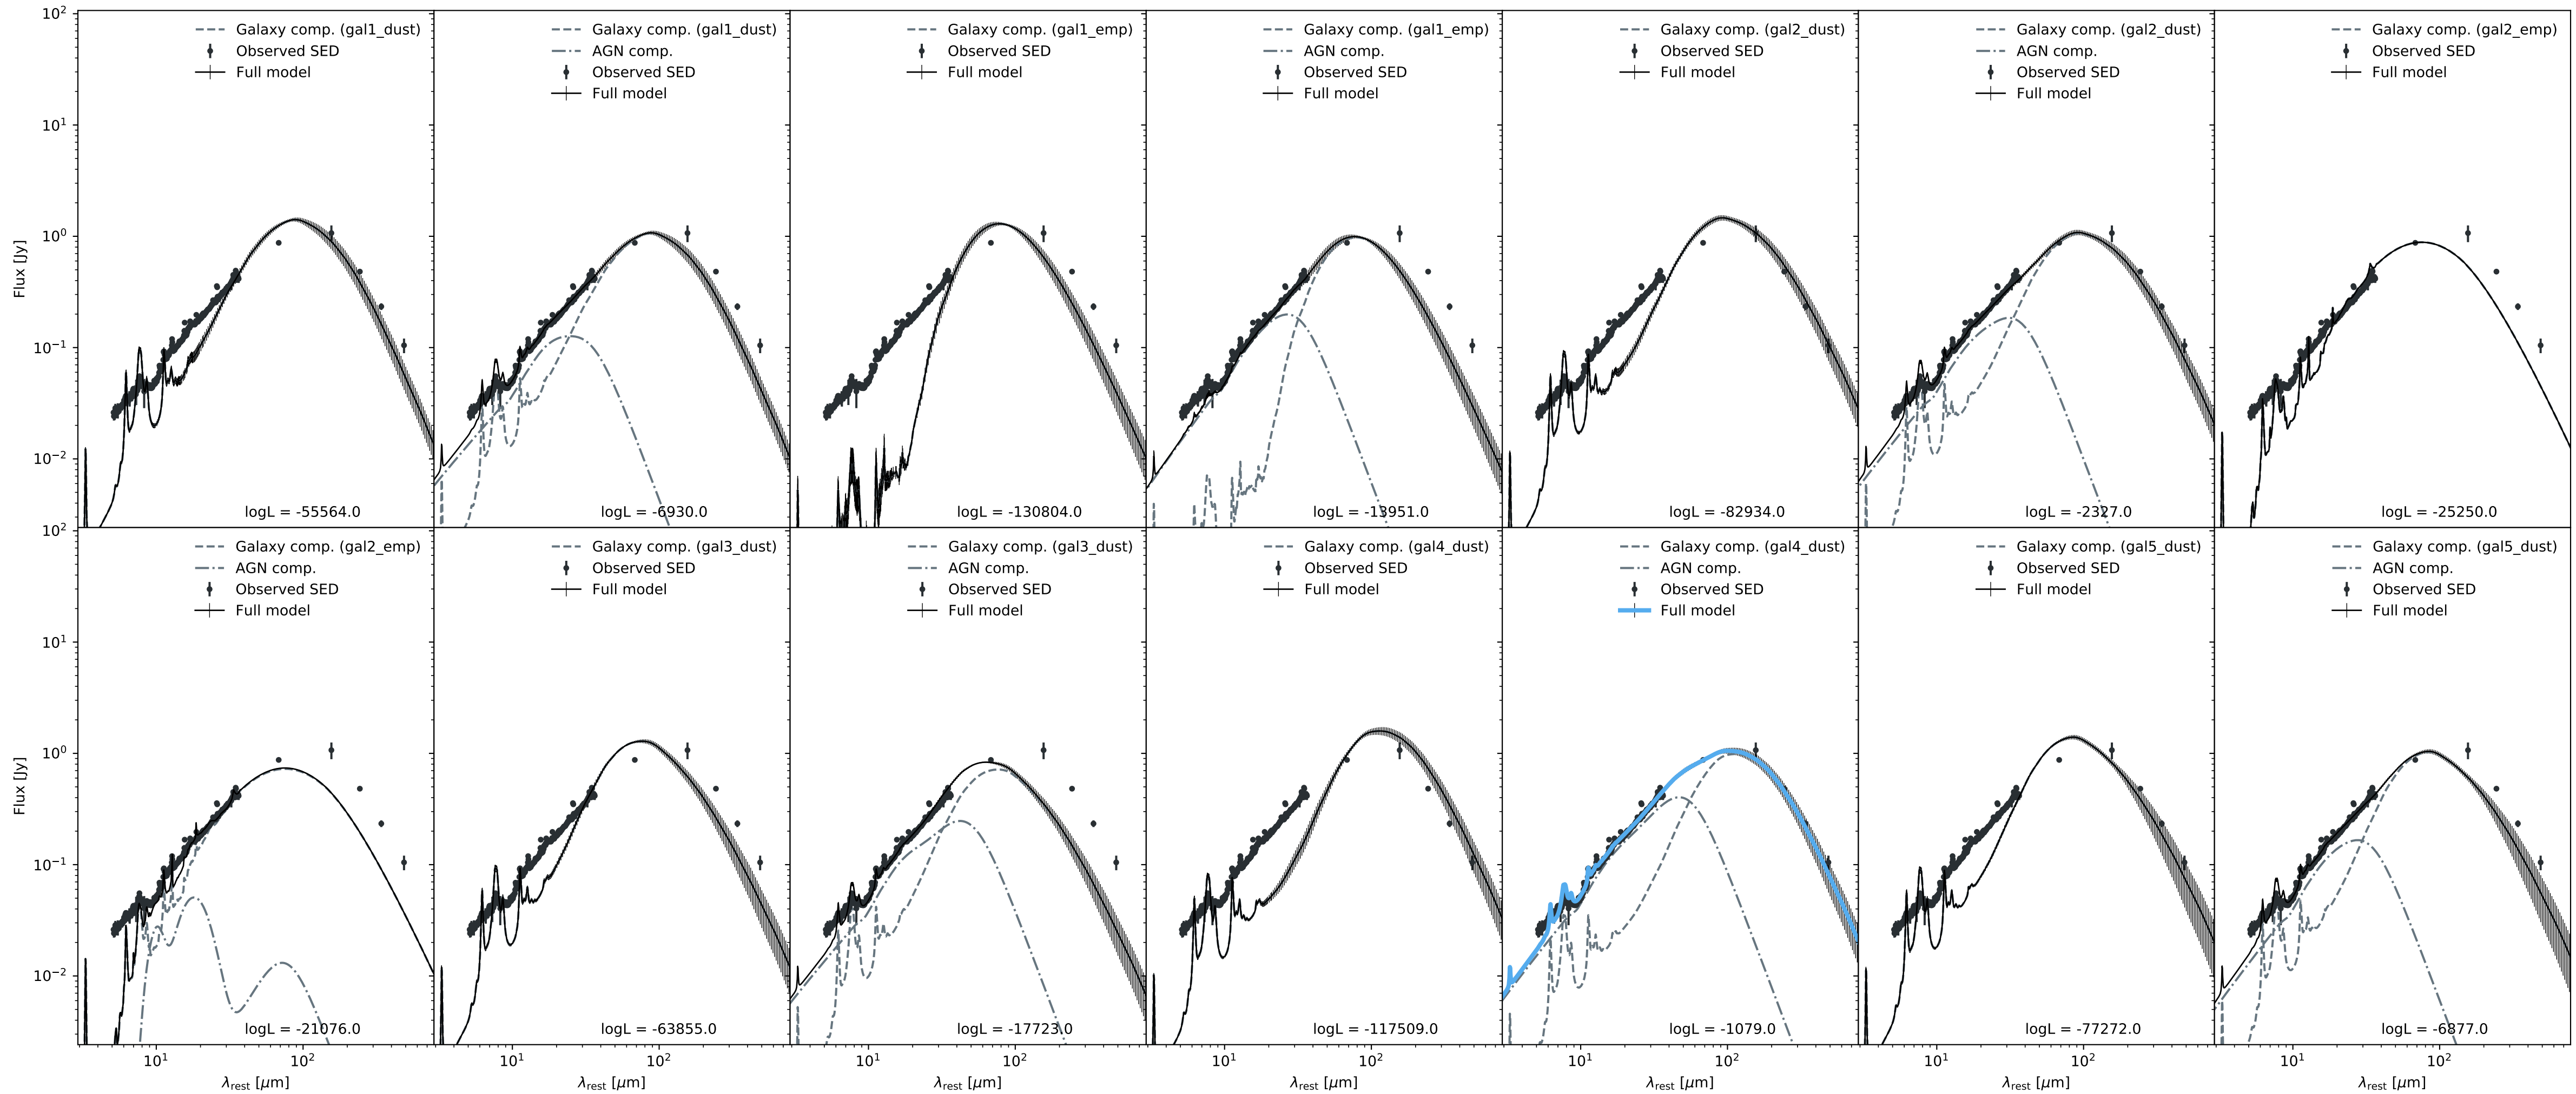 Galaxy comp. (gal1_dust)
Observed SED
Full model
logL = -55564.0
Galaxy comp. (gal1_dust)
AGN comp.
Observed SED
Full model
logL = -6930.0
Galaxy comp. (gal1_emp)
Observed SED
Full model
logL = -130804.0
Galaxy comp. (gal1_emp)
AGN comp.
Observed SED
Full model
logL = -13951.0
Galaxy comp. (gal2_dust)
Observed SED
Full model
logL = -82934.0
Galaxy comp. (gal2_dust)
AGN comp.
Observed SED
Full model
logL = -2327.0
Galaxy comp. (gal2_emp)
Observed SED
Full model
logL = -25250.0
10²
10¹
10⁰
10⁻¹
10⁻²
Flux [Jy]
Galaxy comp. (gal2_emp)
AGN comp.
Observed SED
Full model
logL = -21076.0
Galaxy comp. (gal3_dust)
Observed SED
Full model
logL = -63855.0
Galaxy comp. (gal3_dust)
AGN comp.
Observed SED
Full model
logL = -17723.0
Galaxy comp. (gal4_dust)
Observed SED
Full model
logL = -117509.0
Galaxy comp. (gal4_dust)
AGN comp.
Observed SED
Full model
logL = -1079.0
Galaxy comp. (gal5_dust)
Observed SED
Full model
logL = -77272.0
Galaxy comp. (gal5_dust)
AGN comp.
Observed SED
Full model
logL = -6877.0
10²
10¹
10⁰
10⁻¹
10⁻²
Flux [Jy]
10¹ 10² 10¹ 10² 10¹ 10² 10¹ 10² 10¹ 10² 10¹ 10² 10¹ 10²
λrest [μm] λrest [μm] λrest [μm] λrest [μm] λrest [μm] λrest [μm] λrest [μm]